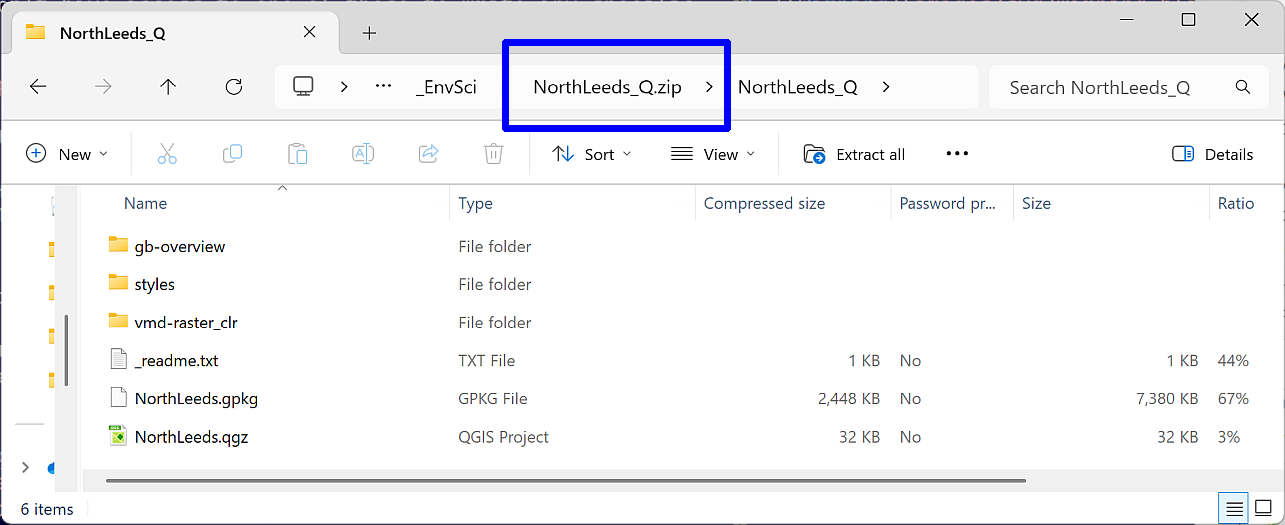 NorthLeeds_Q
_EnvSci NorthLeeds_Q.zip NorthLeeds_Q Search NorthLeeds_Q
New Sort View Extract all Details
Name Type Compressed size Password pr... Size Ratio
gb-overview File folder
styles File folder
vmd-raster_clr File folder
_readme.txt TXT File 1 KB No 1 KB 44%
NorthLeeds.gpkg GPKG File 2,448 KB No 7,380 KB 67%
NorthLeeds.qgz QGIS Project 32 KB No 32 KB 3%
6 items